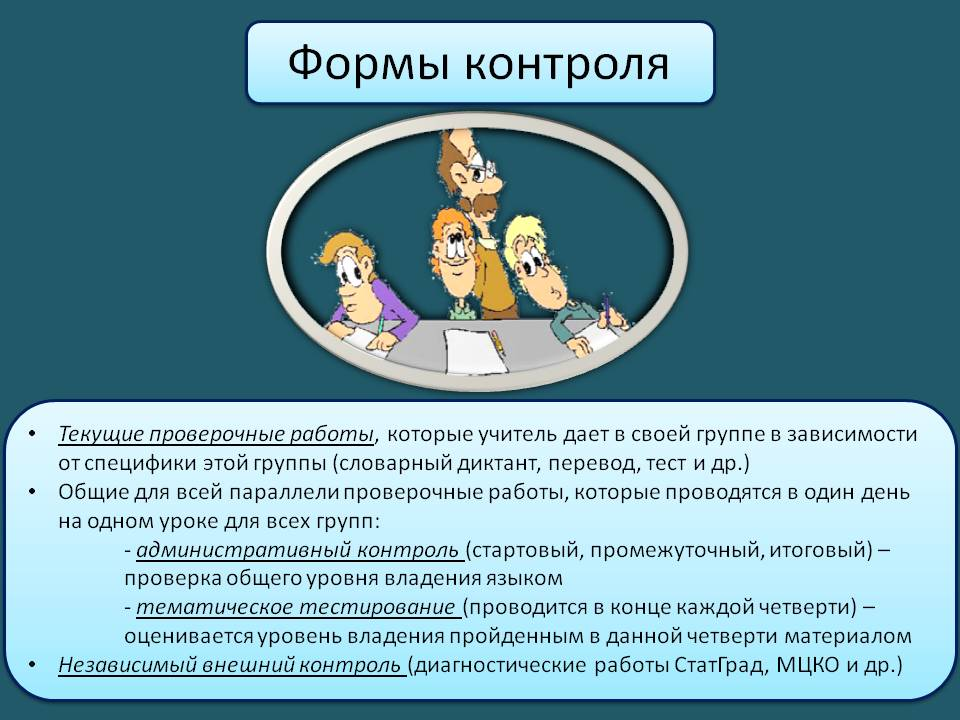 Формы контроля
• Текущие проверочные работы, которые учитель дает в своей группе в зависимости
от специфики этой группы (словарный диктант, перевод, тест и др.)
• Общие для всей параллели проверочные работы, которые проводятся в один день
на одном уроке для всех групп:
- административный контроль (стартовый, промежуточный, итоговый) –
проверка общего уровня владения языком
- тематическое тестирование (проводится в конце каждой четверти) –
оценивается уровень владения пройденным в данной четверти материалом
• Независимый внешний контроль (диагностические работы СтатГрад, МЦКО и др.)